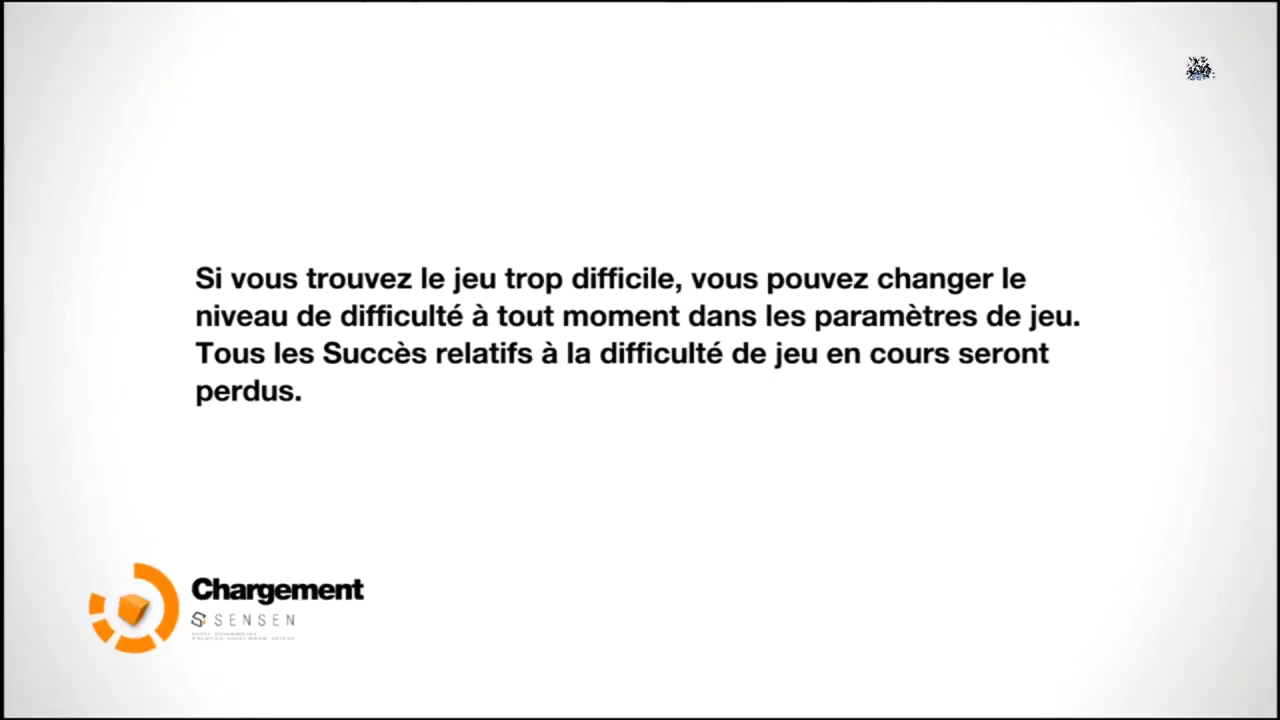 Si vous trouvez le jeu trop difficile, vous pouvez changer le
niveau de difficulté à tout moment dans les paramètres de jeu.
Tous les Succès relatifs à la difficulté de jeu en cours seront
perdus.
Chargement
SENSEN